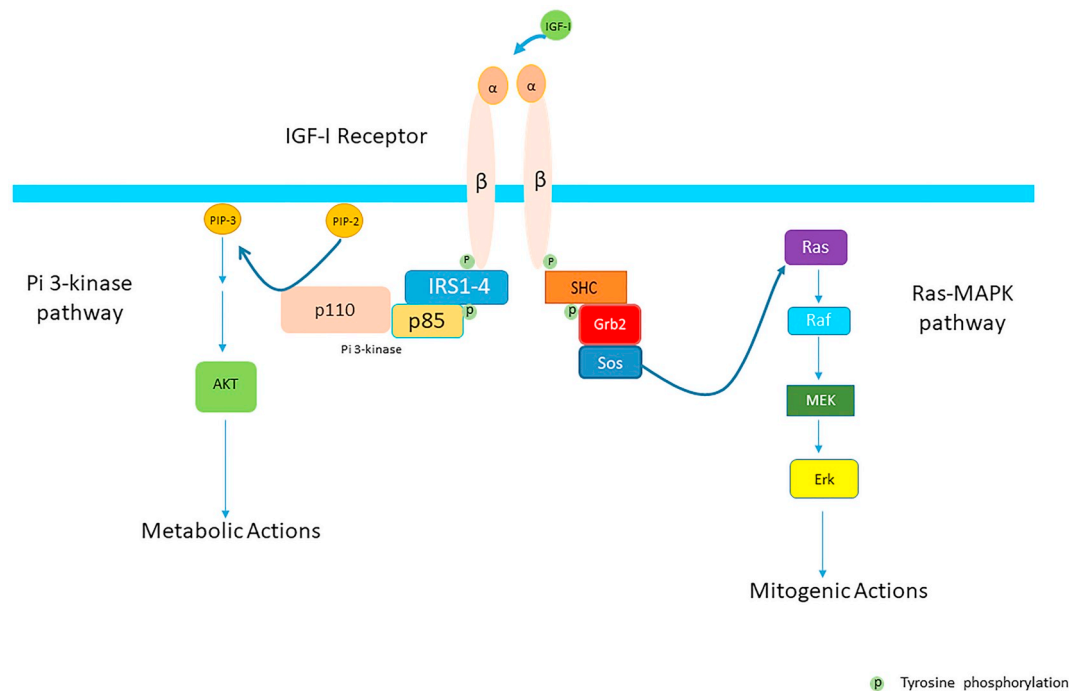 IGF-I
α
α
IGF-I Receptor
β
β
PIP-3
PIP-2
P
P
Ras
Pi 3-kinase
pathway
IRS1-4
SHC
Ras-MAPK
pathway
p110
p85
p
p
Grb2
Raf
Pi 3-kinase
Sos
AKT
MEK
Erk
Metabolic Actions
Mitogenic Actions
p Tyrosine phosphorylation